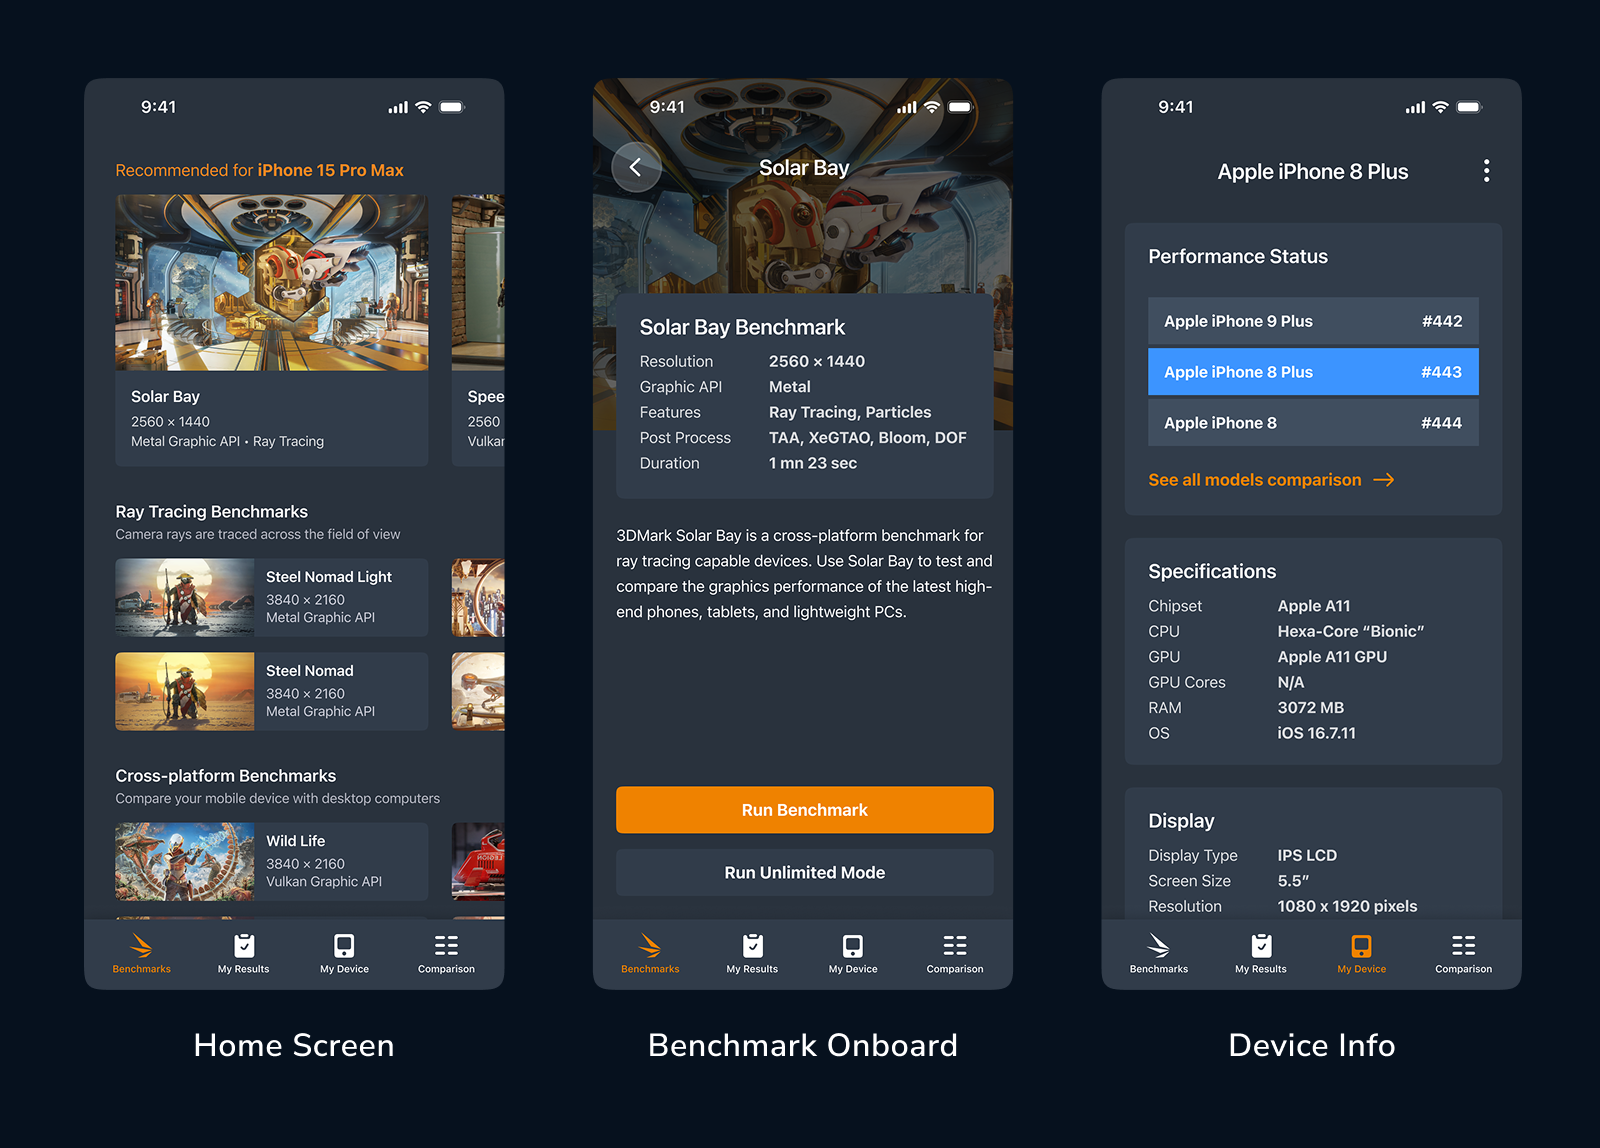 9:41
Recommended for iPhone 15 Pro Max
Solar Bay
2560 × 1440
Metal Graphic API • Ray Tracing
Spee
2560
Vulkan
Ray Tracing Benchmarks
Camera rays are traced across the field of view
Steel Nomad Light
3840 × 2160
Metal Graphic API
Steel Nomad
3840 × 2160
Metal Graphic API
Cross-platform Benchmarks
Compare your mobile device with desktop computers
Wild Life
3840 × 2160
Vulkan Graphic API
LEGION
Benchmarks
My Results
My Device
Comparison
Home Screen
9:41
Solar Bay
Solar Bay Benchmark
Resolution 2560 × 1440
Graphic API Metal
Features Ray Tracing, Particles
Post Process TAA, XeGTAO, Bloom, DOF
Duration 1 mn 23 sec
3DMark Solar Bay is a cross-platform benchmark for
ray tracing capable devices. Use Solar Bay to test and
compare the graphics performance of the latest high-
end phones, tablets, and lightweight PCs.
Run Benchmark
Run Unlimited Mode
Benchmarks
My Results
My Device
Comparison
Benchmark Onboard
9:41
Apple iPhone 8 Plus
Performance Status
Apple iPhone 9 Plus #442
Apple iPhone 8 Plus #443
Apple iPhone 8 #444
See all models comparison
Specifications
Chipset Apple A11
CPU Hexa-Core “Bionic”
GPU Apple A11 GPU
GPU Cores N/A
RAM 3072 MB
OS iOS 16.7.11
Display
Display Type IPS LCD
Screen Size 5.5”
Resolution 1080 x 1920 pixels
Benchmarks
My Results
My Device
Comparison
Device Info